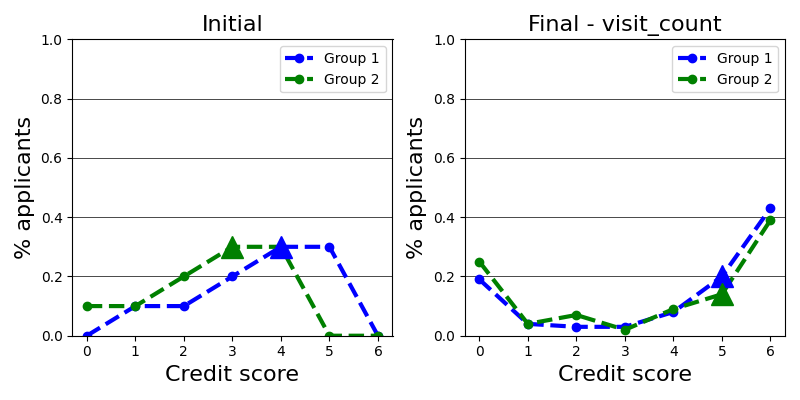 Initial
Final - visit_count
% applicants
1.0
0.8
0.6
0.4
0.2
0.0
Group 1
Group 2
0 1 2 3 4 5 6
Credit score
% applicants
1.0
0.8
0.6
0.4
0.2
0.0
Group 1
Group 2
0 1 2 3 4 5 6
Credit score